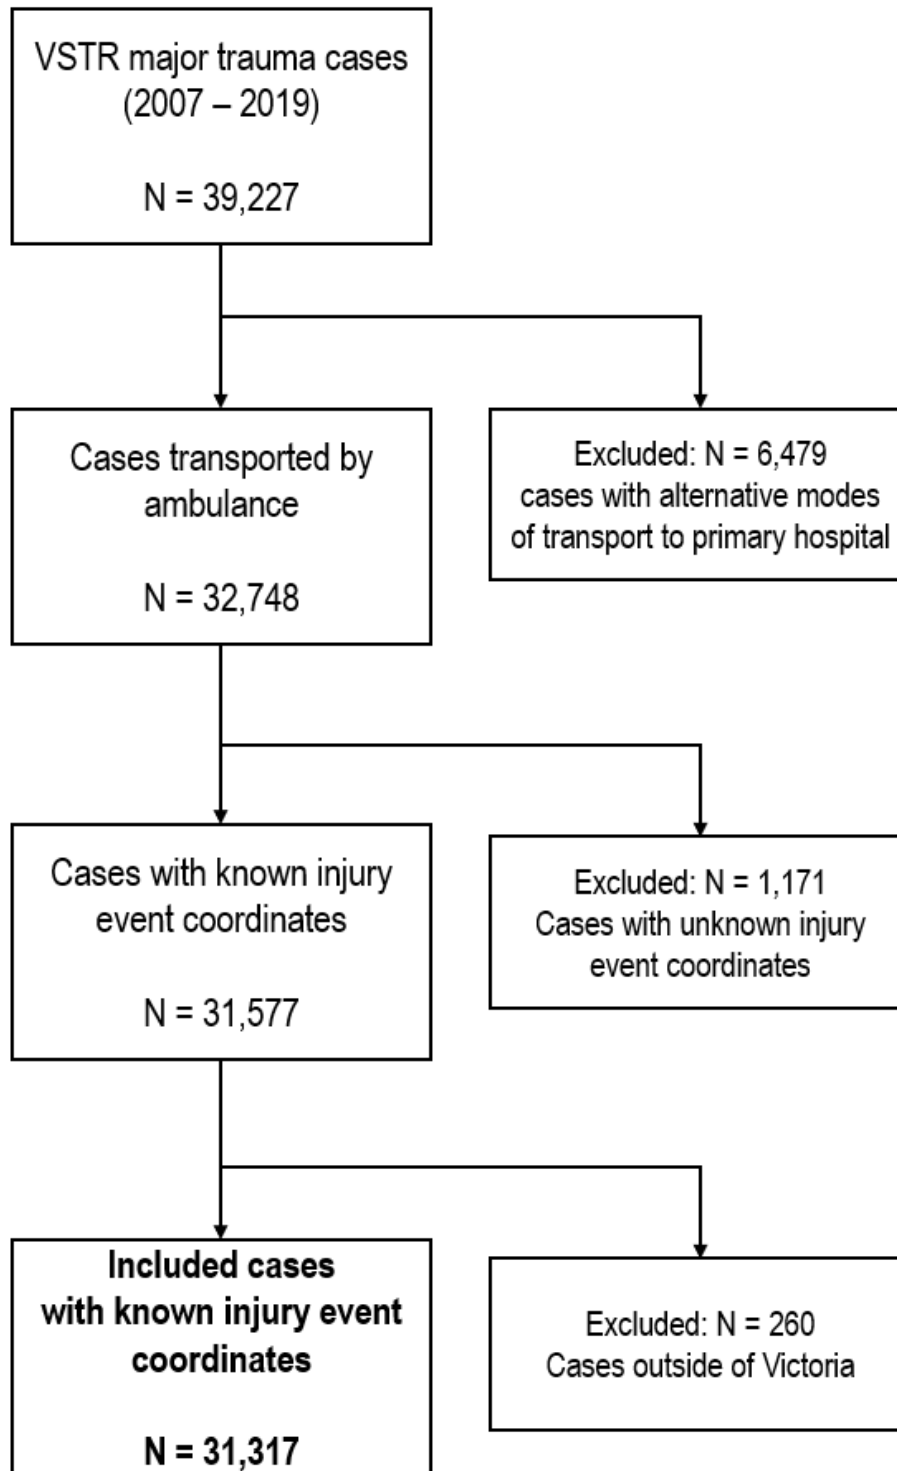 VSTR major trauma cases
(2007 – 2019)
N = 39,227
Cases transported by
ambulance
N = 32,748
Excluded: N = 6,479
cases with alternative modes
of transport to primary hospital
Cases with known injury
event coordinates
N = 31,577
Excluded: N = 1,171
Cases with unknown injury
event coordinates
Included cases
with known injury event
coordinates
N = 31,317
Excluded: N = 260
Cases outside of Victoria